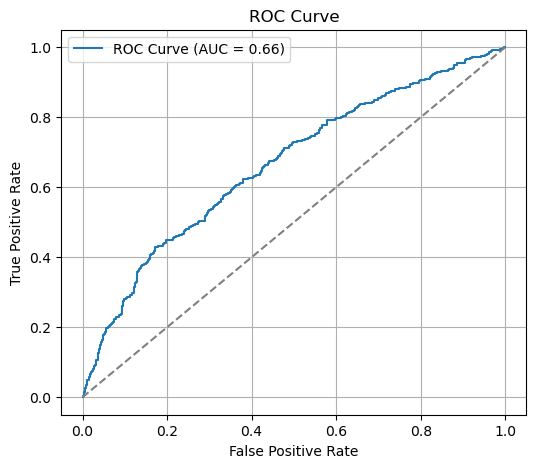 ROC Curve
ROC Curve (AUC = 0.66)
True Positive Rate
1.0
0.8
0.6
0.4
0.2
0.0
0.0 0.2 0.4 0.6 0.8 1.0
False Positive Rate